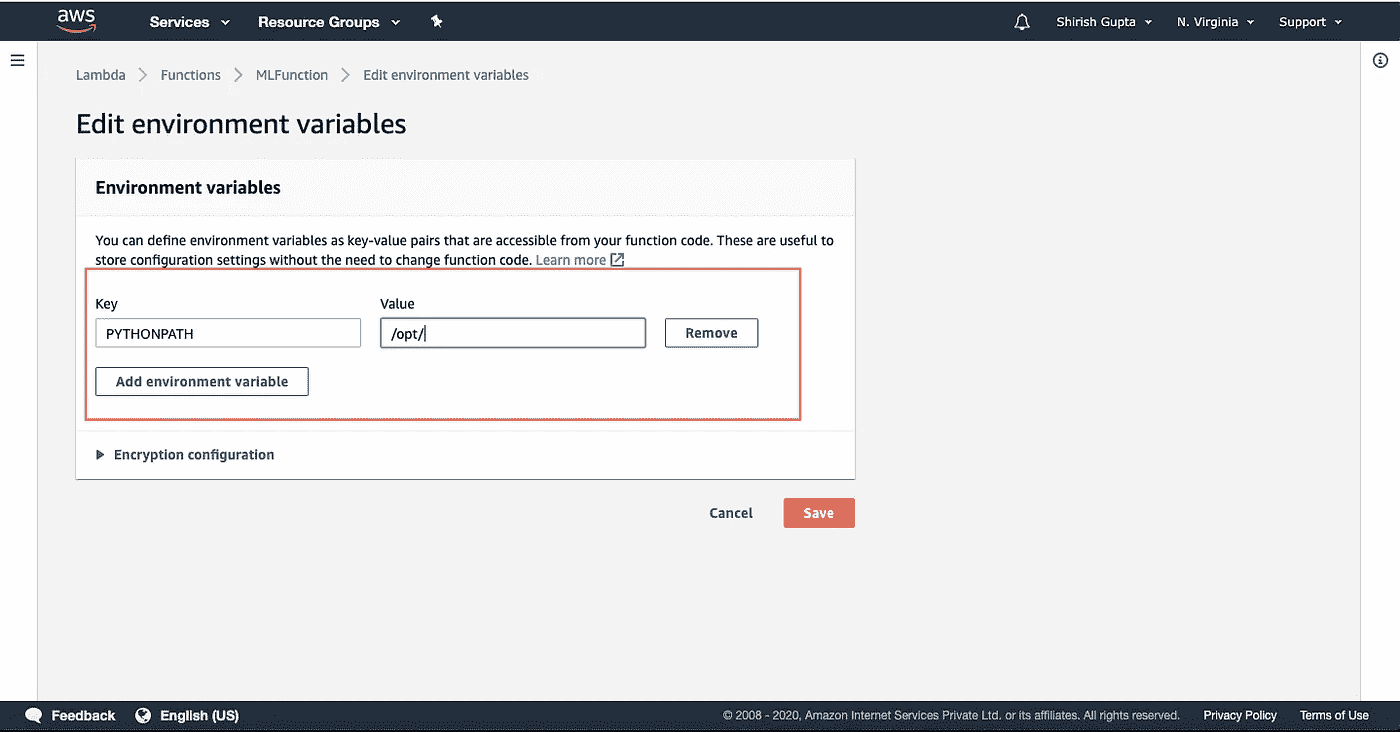 aws Services Resource Groups Shirish Gupta N. Virginia Support
Lambda Functions MLFunction Edit environment variables
Edit environment variables
Environment variables
You can define environment variables as key-value pairs that are accessible from your function code. These are useful to
store configuration settings without the need to change function code. Learn more
Key Value
PYTHONPATH /opt/ Remove
Add environment variable
Encryption configuration
Cancel Save
Feedback English (US) © 2008 - 2020, Amazon Internet Services Private Ltd. or its affiliates. All rights reserved. Privacy Policy Terms of Use